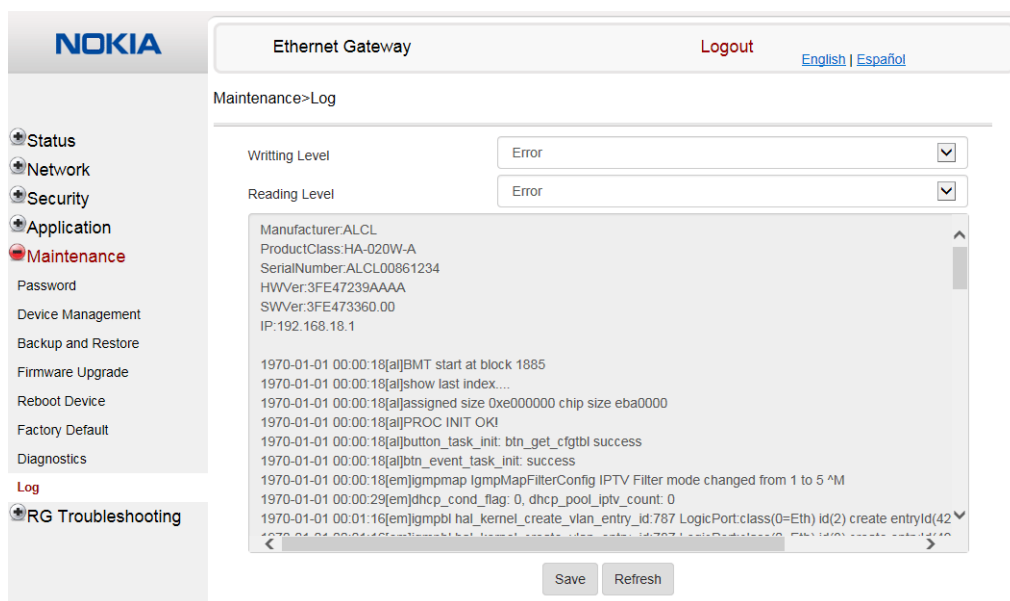 NOKIA
Ethernet Gateway
Logout
English | Español
Maintenance>Log
Status
Network
Security
Application
Maintenance
Password
Device Management
Backup and Restore
Firmware Upgrade
Reboot Device
Factory Default
Diagnostics
Log
RG Troubleshooting
Writting Level
Error
Reading Level
Error
Manufacturer:ALCL
ProductClass:HA-020W-A
SerialNumber:ALCL00861234
HWVer:3FE47239AAAA
SWVer:3FE473360.00
IP:192.168.18.1
1970-01-01 00:00:18[al]BMT start at block 1885
1970-01-01 00:00:18[al]show last index....
1970-01-01 00:00:18[al]assigned size 0xe000000 chip size eba0000
1970-01-01 00:00:18[al]PROC INIT OK!
1970-01-01 00:00:18[al]button_task_init: btn_get_cfgtbl success
1970-01-01 00:00:18[al]btn_event_task_init: success
1970-01-01 00:00:18[em]igmpmap IgmpMapFilterConfig IPTV Filter mode changed from 1 to 5 ^M
1970-01-01 00:00:29[em]dhcp_cond_flag: 0, dhcp_pool_iptv_count: 0
1970-01-01 00:01:16[em]igmpbl hal_kernel_create_vlan_entry_id:787 LogicPort:class(0=Eth) id(2) create entryId(42
Save
Refresh